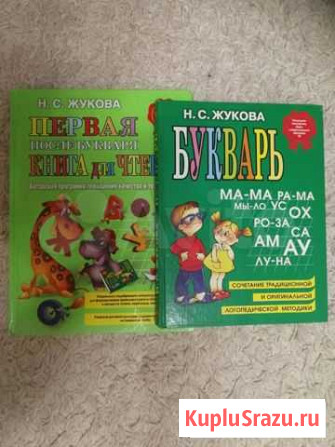 Н. С. ЖУКОВА
ПЕРВАЯ
ПОСЛЕ БУКВАРЯ
КНИГА для ЧТЕ
Н. С. ЖУКОВА
БУКВАРЬ
МА-МА РА-МА
МЫ-ЛО УС ОХ
РО-ЗА СА
АМ АУ
ЛУ-НА
СОЧЕТАНИЕ ТРАДИЦИОННОЙ
И ОРИГИНАЛЬНОЙ
ЛОГОПЕДИЧЕСКОЙ МЕТОДИКИ
KupluSrazu.ru